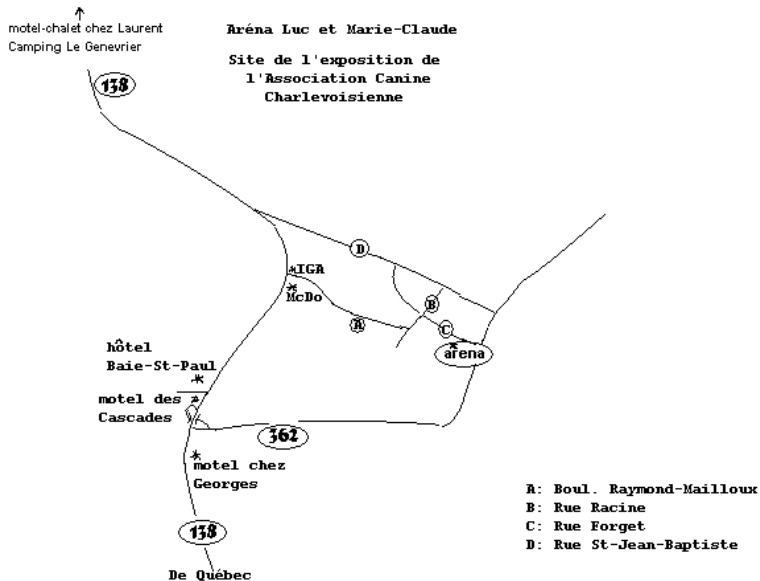 motel-chalet chez Laurent
Camping Le Genevrier
Aréna Luc et Marie-Claude
Site de l'exposition de
l'Association Canine
Charlevoisienne
138
D
IGA
McDo
B
A
C
arena
hôtel
Baie-St-Paul
motel des
Cascades
362
motel chez
Georges
138
De Québec
A: Boul. Raymond-Mailloux
B: Rue Racine
C: Rue Forget
D: Rue St-Jean-Baptiste